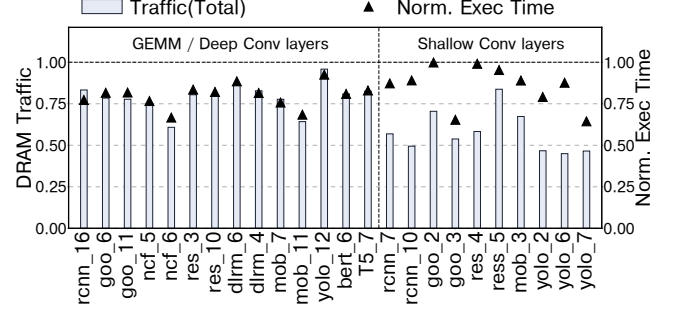 Traffic(Total) Norm. Exec Time
GEMM / Deep Conv layers Shallow Conv layers
DRAM Traffic
1.00
0.75
0.50
0.25
0.00
1.00
0.75
0.50
0.25
0.00
Norm. Exec Time
rcnn_16
goo_6
goo_11
ncf_5
ncf_6
res_3
res_10
dlrm_6
dlrm_4
mob_7
mob_11
yolo_12
bert_6
T5_7
rcnn_7
rcnn_10
goo_2
goo_3
res_4
ress_5
mob_3
yolo_2
yolo_6
yolo_7